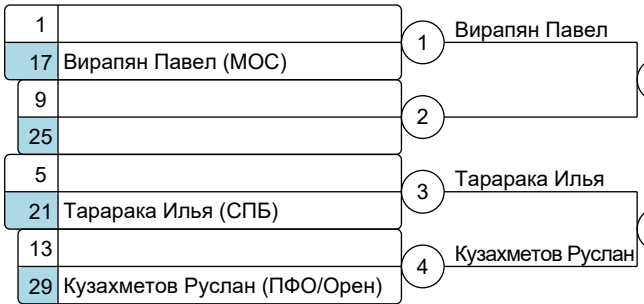 1
1 Вирапян Павел
17 Вирапян Павел (МОС)
9
2
25
5
3 Тарарака Илья
21 Тарарака Илья (СПБ)
13
4 Кузахметов Руслан
29 Кузахметов Руслан (ПФО/Орен)